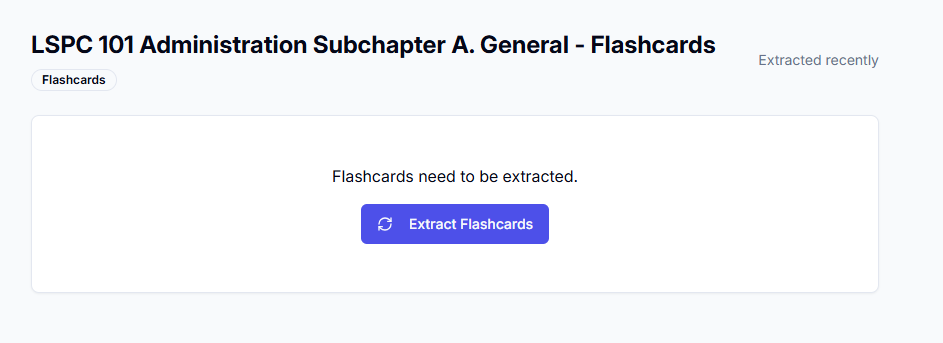 LSPC 101 Administration Subchapter A. General - Flashcards
Extracted recently
Flashcards
Flashcards need to be extracted.
Extract Flashcards